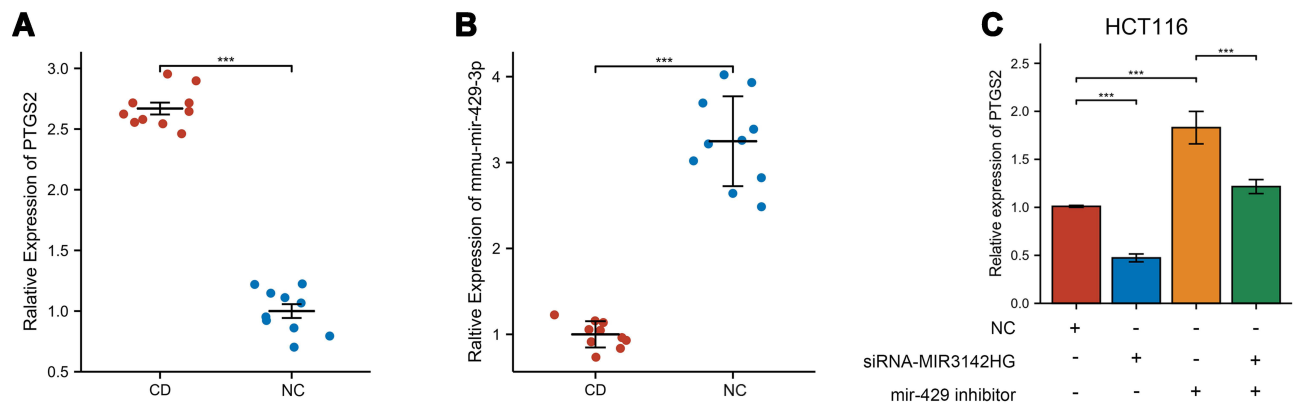 A
Ralative Expression of PTGS2
3.0
2.5
2.0
1.5
1.0
0.5
***
CD
NC
B
Raltive Expression of mmu-mir-429-3p
4
3
2
1
***
CD
NC
C
HCT116
Relative expression of PTGS2
2.5
2.0
1.5
1.0
0.5
0.0
***
***
***
NC + - - -
siRNA-MIR3142HG - + - +
mir-429 inhibitor - - + +